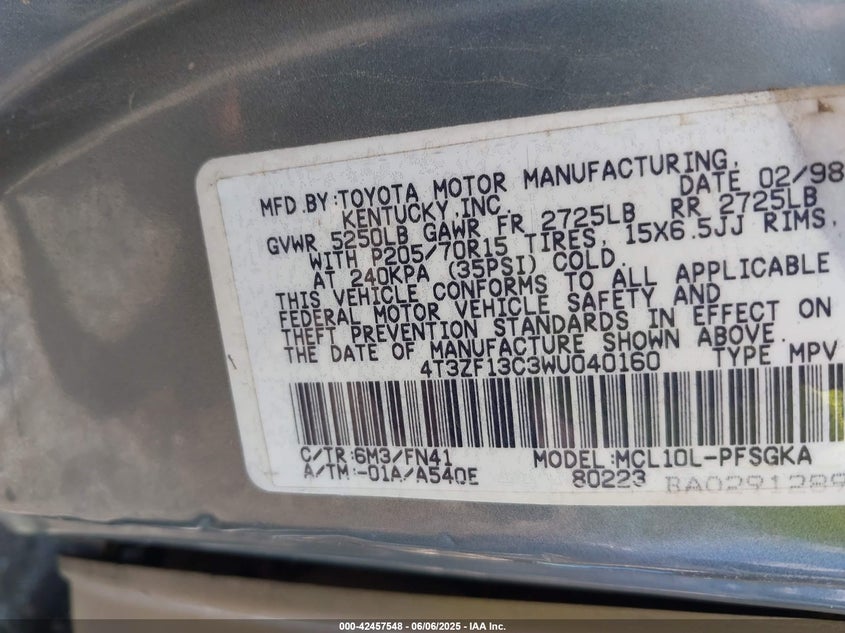 MFD.BY:TOYOTA MOTOR MANUFACTURING,
KENTUCKY,INC DATE 02/98
GVWR 5250LB GAWR FR 2725LB RR 2725LB
WITH P205/70R15 TIRES, 15X6.5JJ RIMS,
AT 240KPA (35PSI) COLD.
THIS VEHICLE CONFORMS TO ALL APPLICABLE
FEDERAL MOTOR VEHICLE SAFETY AND
THEFT PREVENTION STANDARDS IN EFFECT ON
THE DATE OF MANUFACTURE SHOWN ABOVE.
4T3ZF13C3WU040160 TYPE MPV
C/TR:6M3/FN41 MODEL:MCL10L-PFSGKA
A/TM:-01A/A540E 80223 BA0291289
000-42457548 | 06/06/2025 - IAA Inc.